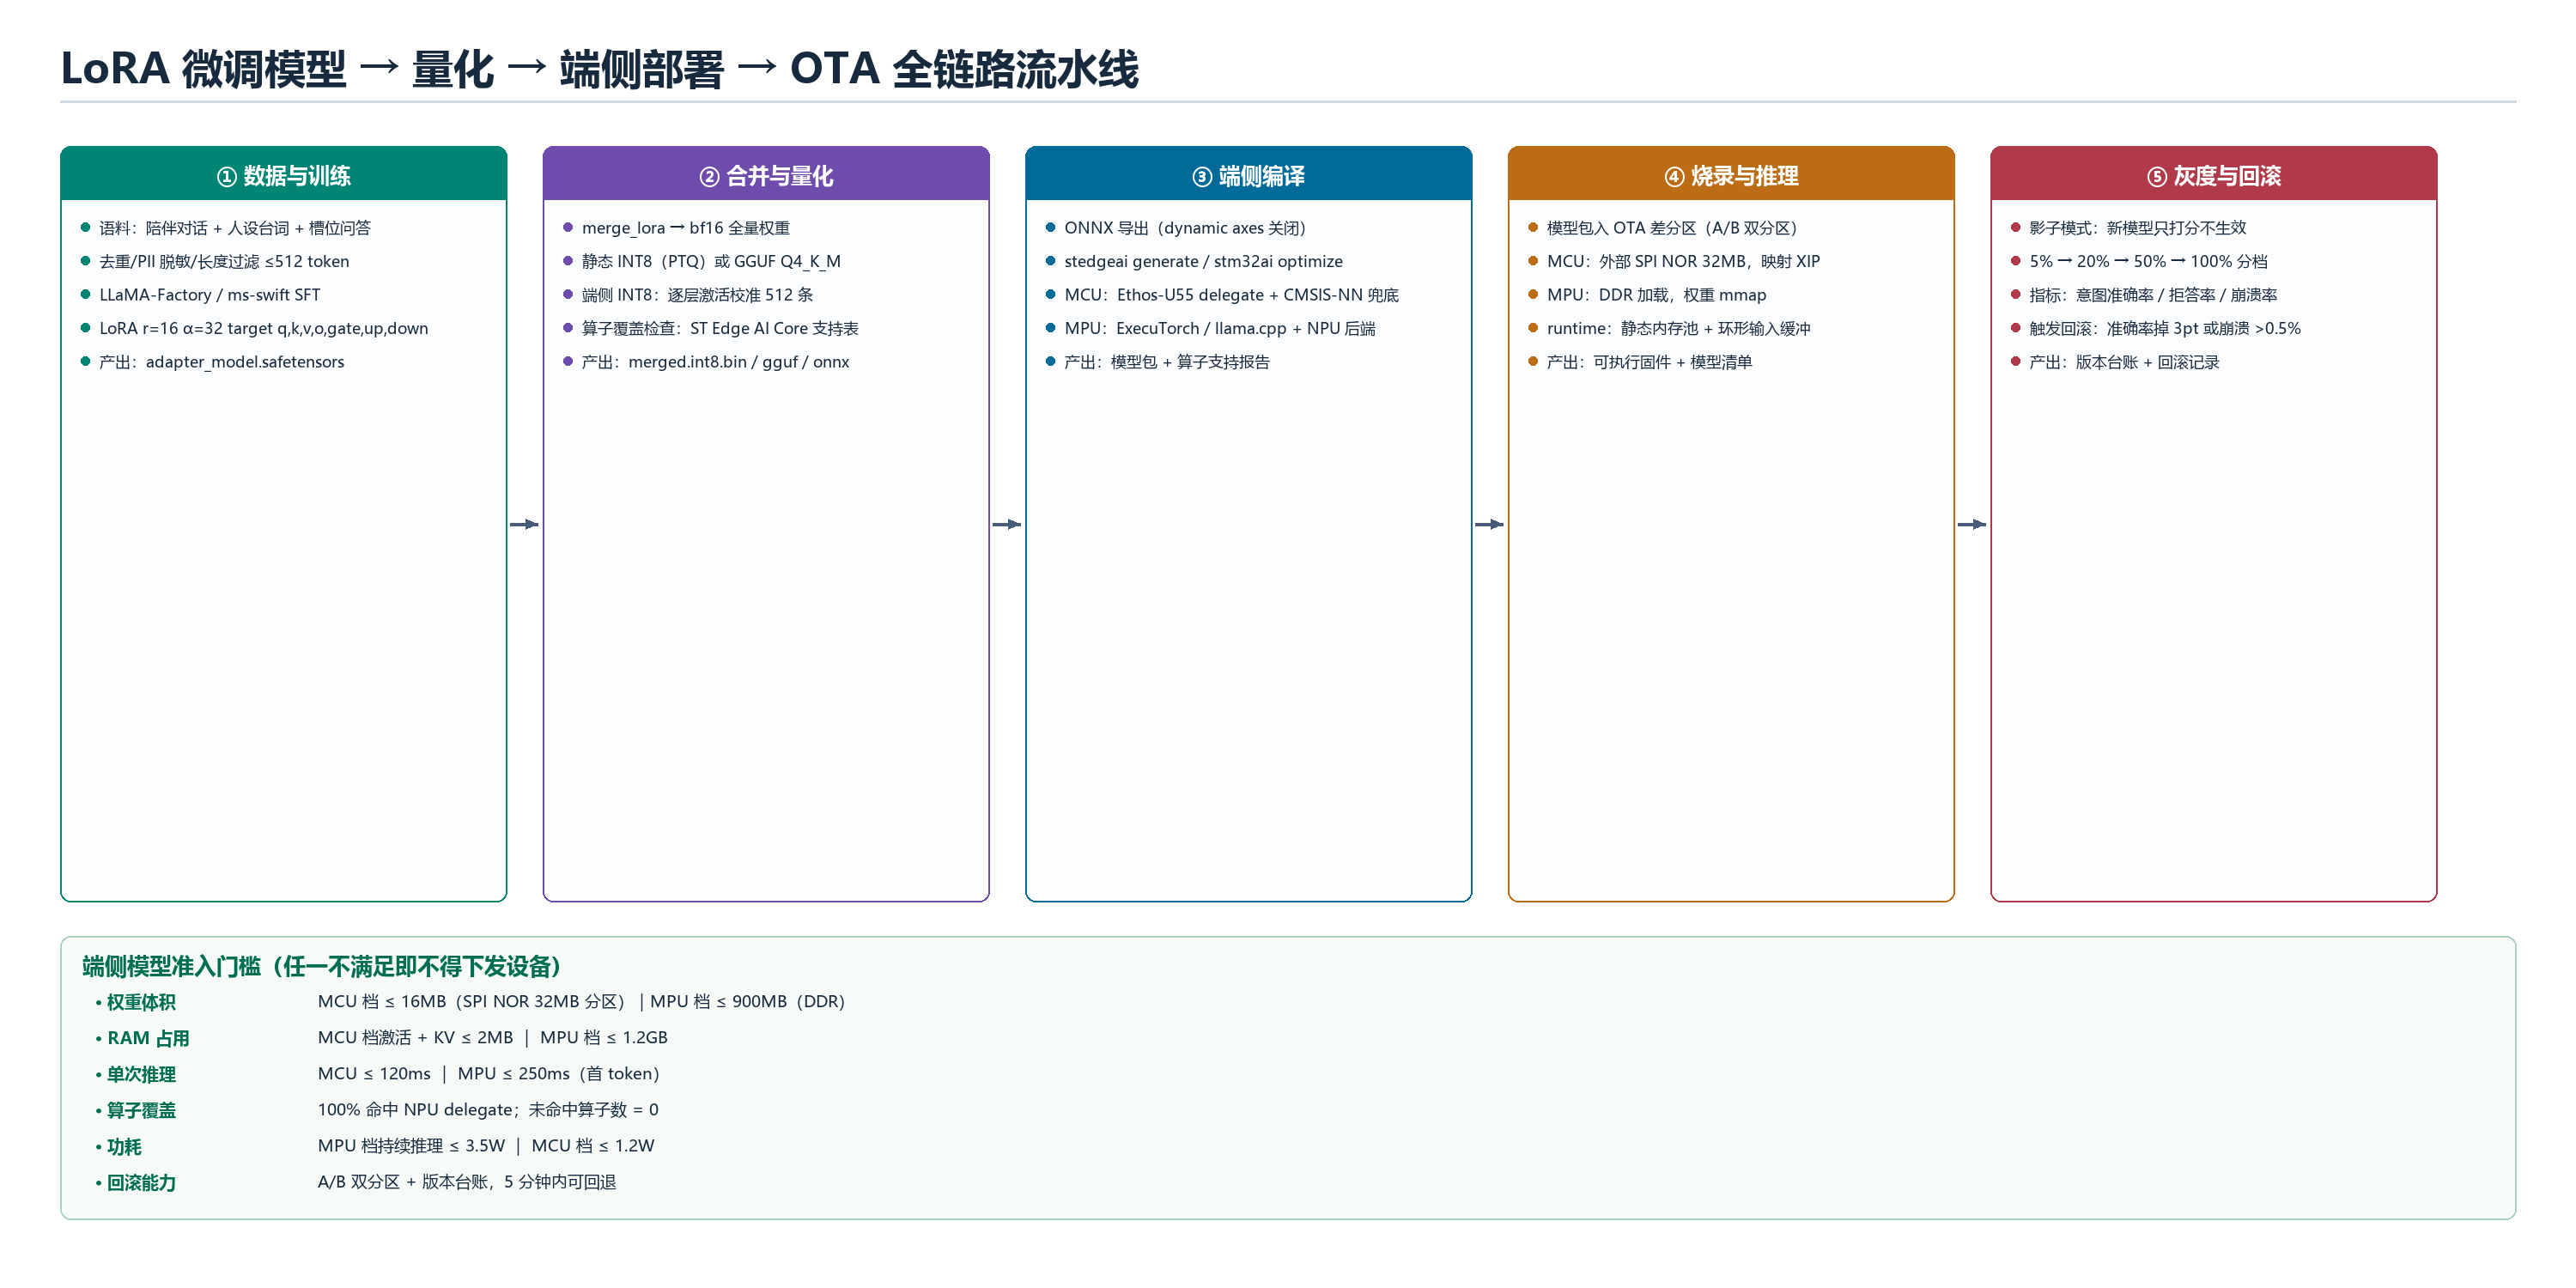 LoRA 微调模型 → 量化 → 端侧部署 → OTA 全链路流水线
① 数据与训练
语料：陪伴对话 + 人设台词 + 槽位问答
去重/PII 脱敏/长度过滤 ≤512 token
LLaMA-Factory / ms-swift SFT
LoRA r=16 α=32 target q,k,v,o,gate,up,down
产出：adapter_model.safetensors
② 合并与量化
merge_lora → bf16 全量权重
静态 INT8（PTQ）或 GGUF Q4_K_M
端侧 INT8：逐层激活校准 512 条
算子覆盖检查：ST Edge AI Core 支持表
产出：merged.int8.bin / gguf / onnx
③ 端侧编译
ONNX 导出（dynamic axes 关闭）
stedgeai generate / stm32ai optimize
MCU：Ethos-U55 delegate + CMSIS-NN 兜底
MPU：ExecuTorch / llama.cpp + NPU 后端
产出：模型包 + 算子支持报告
④ 烧录与推理
模型包入 OTA 差分区（A/B 双分区）
MCU：外部 SPI NOR 32MB，映射 XIP
MPU：DDR 加载，权重 mmap
runtime：静态内存池 + 环形输入缓冲
产出：可执行固件 + 模型清单
⑤ 灰度与回滚
影子模式：新模型只打分不生效
5% → 20% → 50% → 100% 分档
指标：意图准确率 / 拒答率 / 崩溃率
触发回滚：准确率掉 3pt 或崩溃 >0.5%
产出：版本台账 + 回滚记录
端侧模型准入门槛（任一不满足即不得下发设备）
• 权重体积 MCU 档 ≤ 16MB（SPI NOR 32MB 分区）｜MPU 档 ≤ 900MB（DDR）
• RAM 占用 MCU 档激活 + KV ≤ 2MB ｜ MPU 档 ≤ 1.2GB
• 单次推理 MCU ≤ 120ms ｜ MPU ≤ 250ms（首 token）
• 算子覆盖 100% 命中 NPU delegate；未命中算子数 = 0
• 功耗 MPU 档持续推理 ≤ 3.5W ｜ MCU 档 ≤ 1.2W
• 回滚能力 A/B 双分区 + 版本台账，5 分钟内可回退